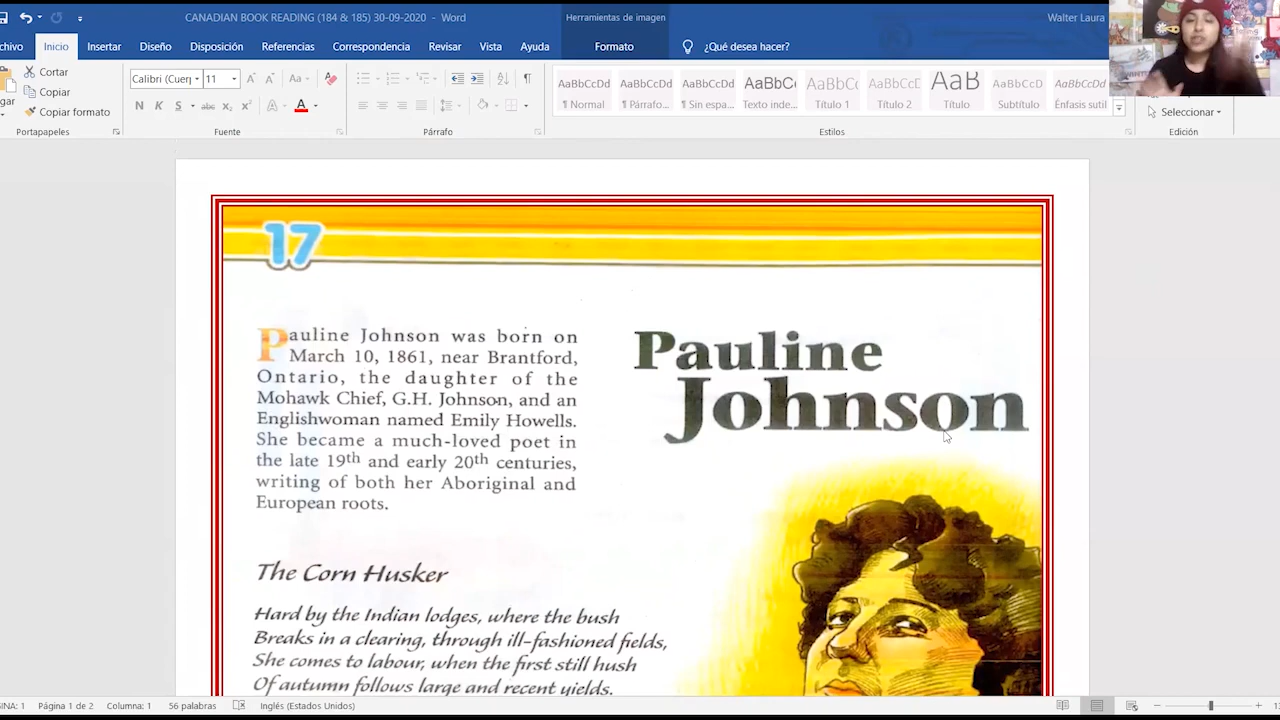 CANADIAN BOOK READING (184 & 185) 30-09-2020 - Word
Herramientas de imagen
Walter Laura
chivo Inicio Insertar Diseño Disposición Referencias Correspondencia Revisar Vista Ayuda Formato ¿Qué desea hacer?
Cortar
Copiar
Copiar formato
gar
Portapapeles
Calibri (Cuerp 11
Fuente
Párrafo
AaBbCcDd AaBbCcDd AaBbCcDd AaBbC AaBbCc AaBbCcD AaB AaBbCcD AaBbCcDd
¶ Normal ¶ Párrafo... ¶ Sin espa... Texto inde... Título 1 Título 2 Título Subtítulo Énfasis sutil
Estilos
Seleccionar
Edición
17
Pauline Johnson was born on
March 10, 1861, near Brantford,
Ontario, the daughter of the
Mohawk Chief, G.H. Johnson, and an
Englishwoman named Emily Howells.
She became a much-loved poet in
the late 19th and early 20th centuries,
writing of both her Aboriginal and
European roots.
Pauline
Johnson
The Corn Husker
Hard by the Indian lodges, where the bush
Breaks in a clearing, through ill-fashioned fields,
She comes to labour, when the first still hush
Of autumn follows large and recent yields.
GINA: 1 Página 1 de 2 Columna: 1 56 palabras Inglés (Estados Unidos)